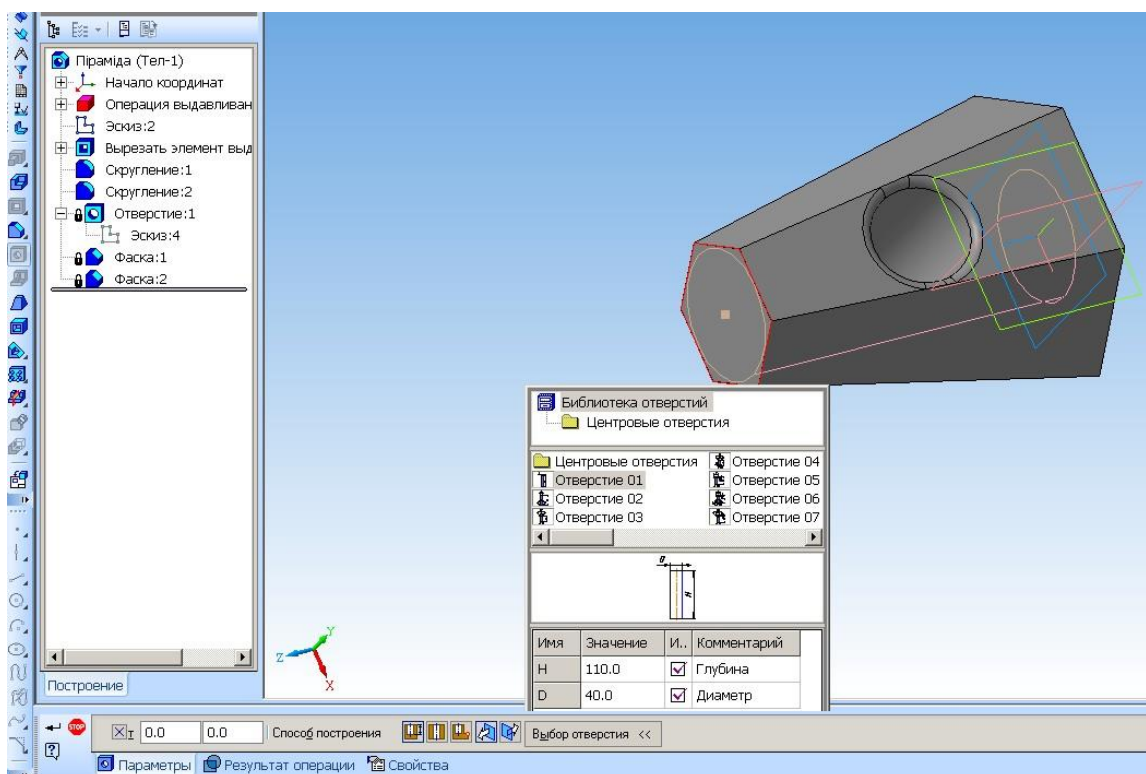 Піраміда (Тел-1)
Начало координат
Операция выдавливан
Эскиз:2
Вырезать элемент выд
Скругление:1
Скругление:2
Отверстие:1
Эскиз:4
Фаска:1
Фаска:2
Построение
Z
Y
X
Библиотека отверстий
Центровые отверстия
Центровые отверстия
Отверстие 04
Отверстие 01
Отверстие 05
Отверстие 02
Отверстие 06
Отверстие 03
Отверстие 07
D
H
Имя Значение И.. Комментарий
H 110.0 Глубина
D 40.0 Диаметр
STOP
0.0 0.0 Способ построения Выбор отверстия <<
Параметры Результат операции Свойства